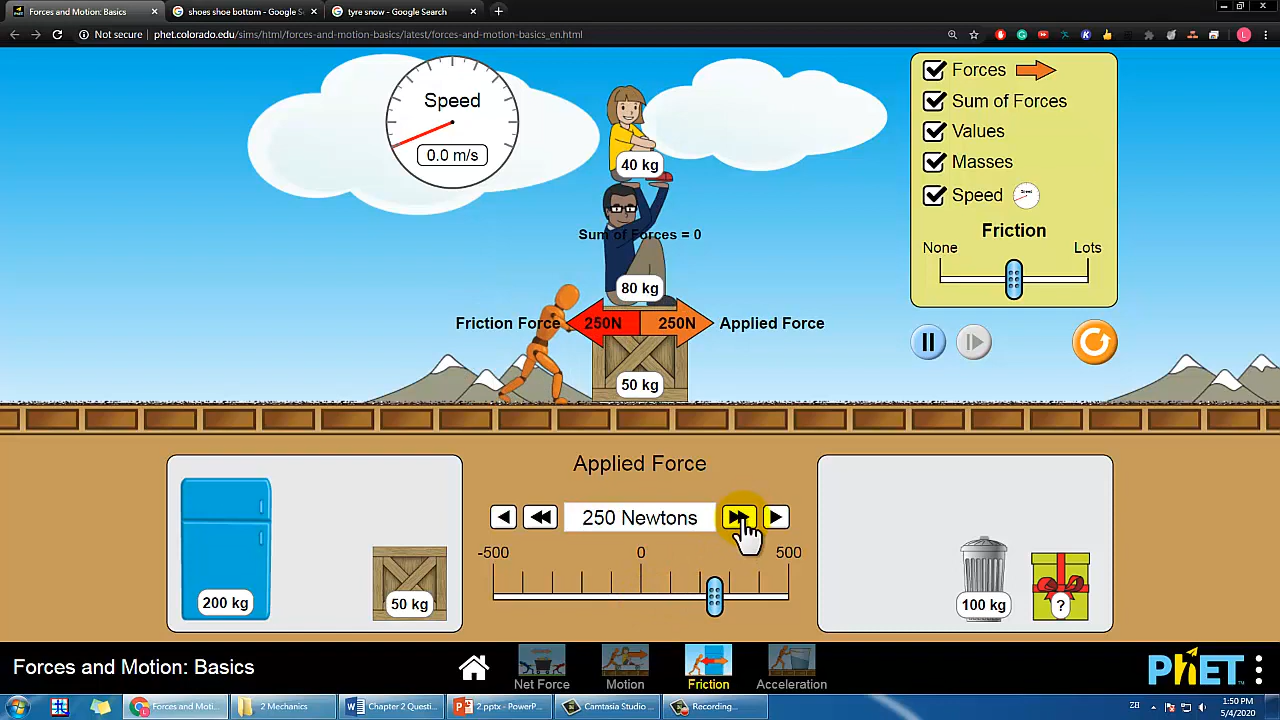 Forces and Motion: Basics
shoes shoe bottom - Google S
tyre snow - Google Search
Not secure
phet.colorado.edu/sims/html/forces-and-motion-basics/latest/forces-and-motion-basics_en.html
Speed
0.0 m/s
40 kg
Sum of Forces = 0
80 kg
Friction Force
250N
250N
Applied Force
50 kg
Forces
Sum of Forces
Values
Masses
Speed
Friction
None
Lots
Applied Force
250 Newtons
-500
0
500
200 kg
50 kg
100 kg
?
Forces and Motion: Basics
Net Force
Motion
Friction
Acceleration
PhET
Forces and Moti...
2 Mechanics
Chapter 2 Questi...
2.pptx - PowerP...
Camtasia Studio ...
Recording...
ZB
1:50 PM
5/4/2020